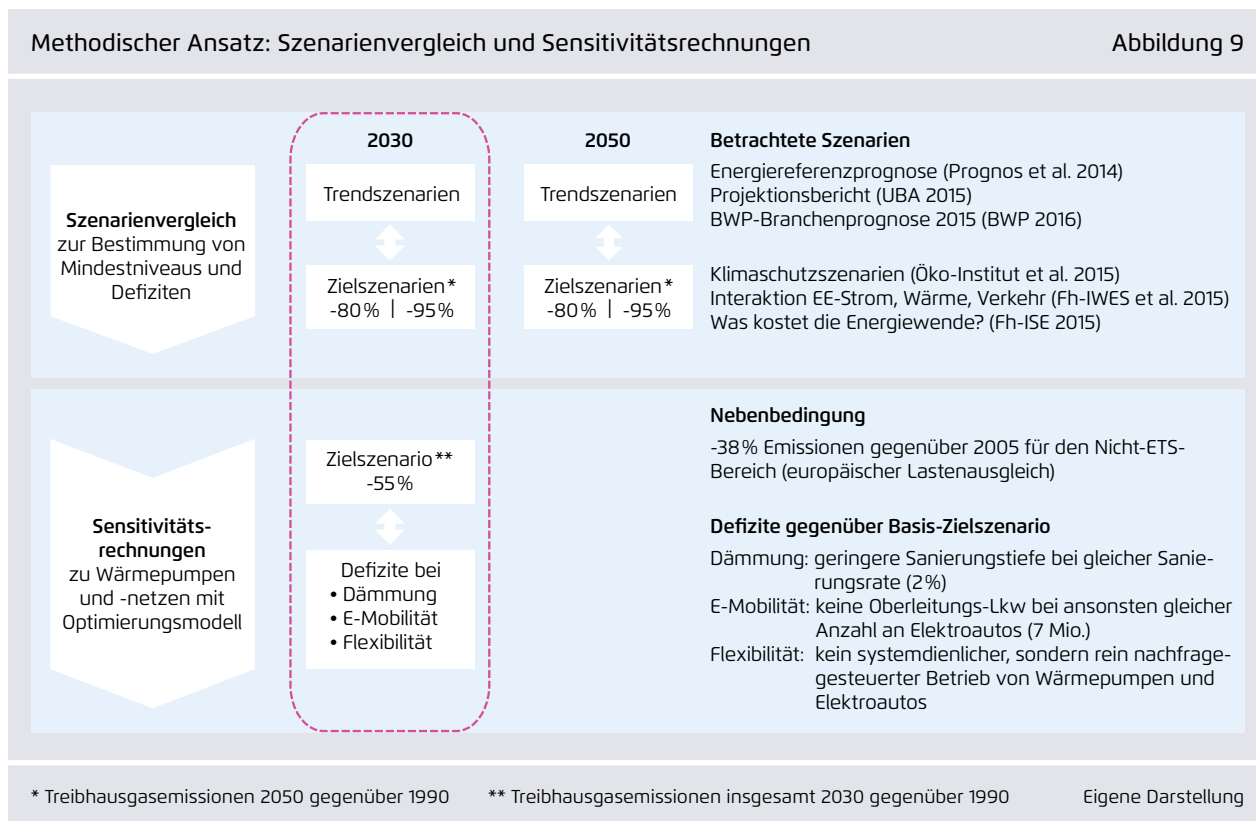 Methodischer Ansatz: Szenarienvergleich und Sensitivitätsrechnungen
Abbildung 9
Szenarienvergleich
zur Bestimmung von
Mindestniveaus und
Defiziten
2030
Trendszenarien
Zielszenarien*
-80% | -95%
2050
Trendszenarien
Zielszenarien*
-80% | -95%
Betrachtete Szenarien
Energiereferenzprognose (Prognos et al. 2014)
Projektionsbericht (UBA 2015)
BWP-Branchenprognose 2015 (BWP 2016)
Klimaschutzszenarien (Öko-Institut et al. 2015)
Interaktion EE-Strom, Wärme, Verkehr (Fh-IWES et al. 2015)
Was kostet die Energiewende? (Fh-ISE 2015)
Sensitivitäts-
rechnungen
zu Wärmepumpen
und -netzen mit
Optimierungsmodell
Zielszenario**
-55%
Defizite bei
• Dämmung
• E-Mobilität
• Flexibilität
Nebenbedingung
-38% Emissionen gegenüber 2005 für den Nicht-ETS-
Bereich (europäischer Lastenausgleich)
Defizite gegenüber Basis-Zielszenario
Dämmung: geringere Sanierungstiefe bei gleicher Sanie-
rungsrate (2%)
E-Mobilität: keine Oberleitungs-Lkw bei ansonsten gleicher
Anzahl an Elektroautos (7 Mio.)
Flexibilität: kein systemdienlicher, sondern rein nachfrage-
gesteuerter Betrieb von Wärmepumpen und
Elektroautos
* Treibhausgasemissionen 2050 gegenüber 1990
** Treibhausgasemissionen insgesamt 2030 gegenüber 1990
Eigene Darstellung